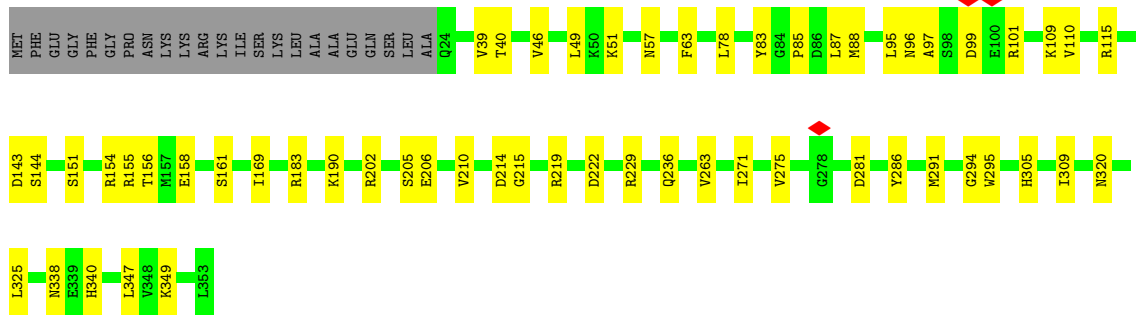 MET PHE GLU GLY PHE GLY PRO ASN LYS LYS ARG LYS ILE SER LYS LEU ALA ALA GLU GLN SER LEU ALA Q24 V39 T40 V46 L49 K50 K51 N57 F63 L78 Y83 G84 P85 D86 L87 M88 L95 N96 A97 S98 D99 E100 R101 K109 V110 R115
D143 S144 S151 R154 R155 T156 M157 E158 S161 I169 R183 K190 R202 S205 E206 V210 D214 G215 R219 D222 R229 Q236 V263 I271 V275 G278 D281 Y286 M291 G294 W295 H305 I309 N320
L325 N338 E339 H340 L347 V348 K349 L353